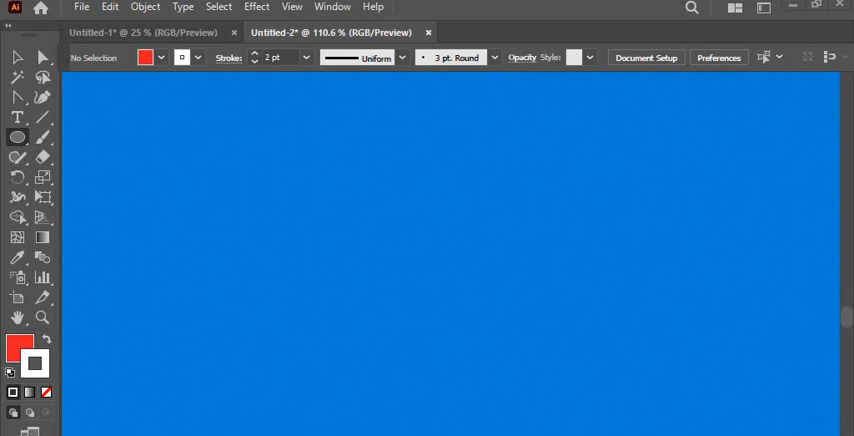 Ai File Edit Object Type Select Effect View Window Help
Untitled-1* @ 25 % (RGB/Preview) × Untitled-2* @ 110.6 % (RGB/Preview) ×
No Selection Stroke: 2 pt Uniform 3 pt. Round Opacity Style: Document Setup Preferences